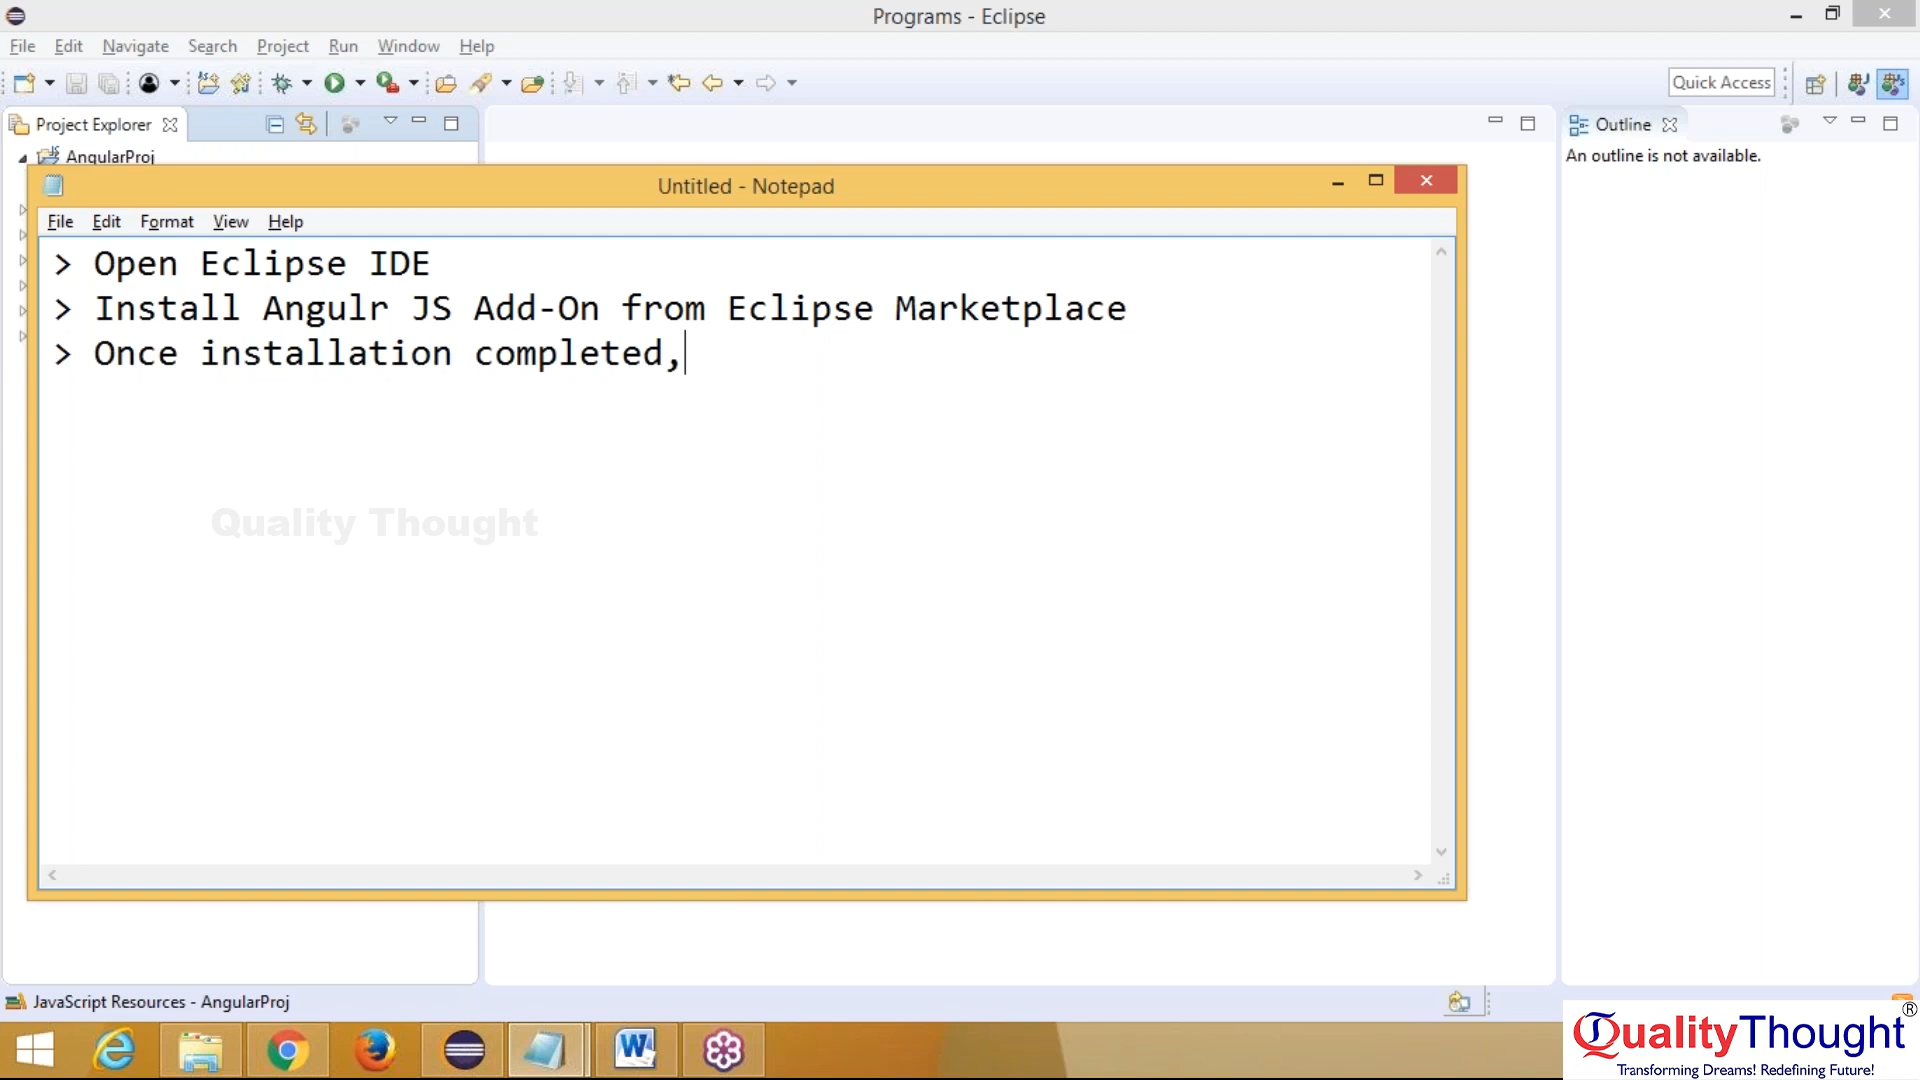 Programs - Eclipse
File Edit Navigate Search Project Run Window Help
Quick Access
Project Explorer
Outline
AngularProj
An outline is not available.
Untitled - Notepad
File Edit Format View Help
> Open Eclipse IDE
> Install Angulr JS Add-On from Eclipse Marketplace
> Once installation completed,
Quality Thought
JavaScript Resources - AngularProj
QualityThought®
Transforming Dreams! Redefining Future!